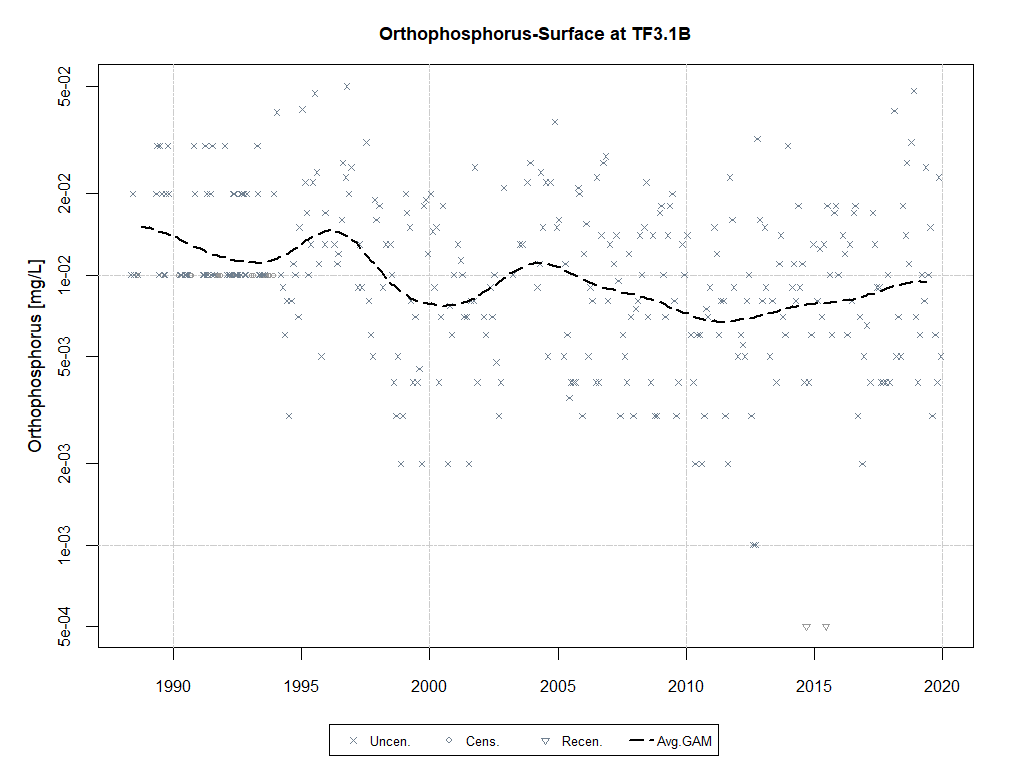 Orthophosphorus-Surface at TF3.1B
Orthophosphorus [mg/L]
5e-02
2e-02
1e-02
5e-03
2e-03
1e-03
5e-04
1990 1995 2000 2005 2010 2015 2020
Uncen. Cens. Recen. Avg.GAM